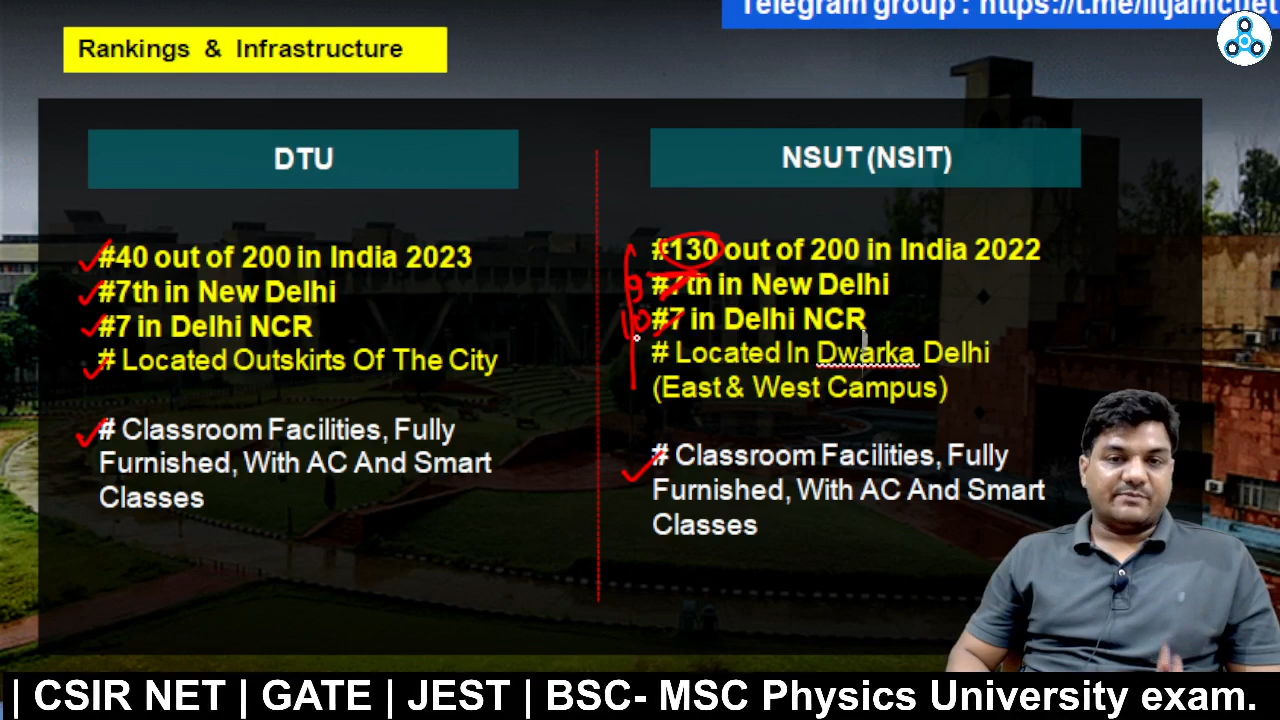 Telegram group : https://t.me/iitjamcuet
Rankings & Infrastructure
DTU
#40 out of 200 in India 2023
#7th in New Delhi
#7 in Delhi NCR
# Located Outskirts Of The City
# Classroom Facilities, Fully
Furnished, With AC And Smart
Classes
NSUT (NSIT)
#130 out of 200 in India 2022
9 #7th in New Delhi
10 #7 in Delhi NCR
# Located In Dwarka Delhi
(East & West Campus)
# Classroom Facilities, Fully
Furnished, With AC And Smart
Classes
| CSIR NET | GATE | JEST | BSC- MSC Physics University exam.